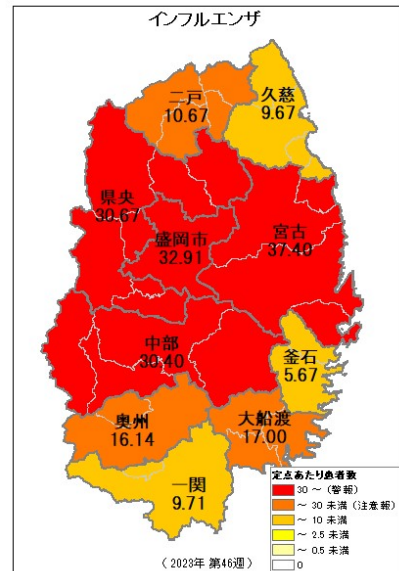 インフルエンザ
二戸
10.67
久慈
9.67
県央
30.67
盛岡市
32.91
宮古
37.40
中部
30.40
釜石
5.67
奥州
16.14
大船渡
17.00
一関
9.71
定点あたり患者数
30 ～ (警報)
～ 30 未満 (注意報)
～ 10 未満
～ 2.5 未満
～ 0.5 未満
0
( 2023年 第46週 )